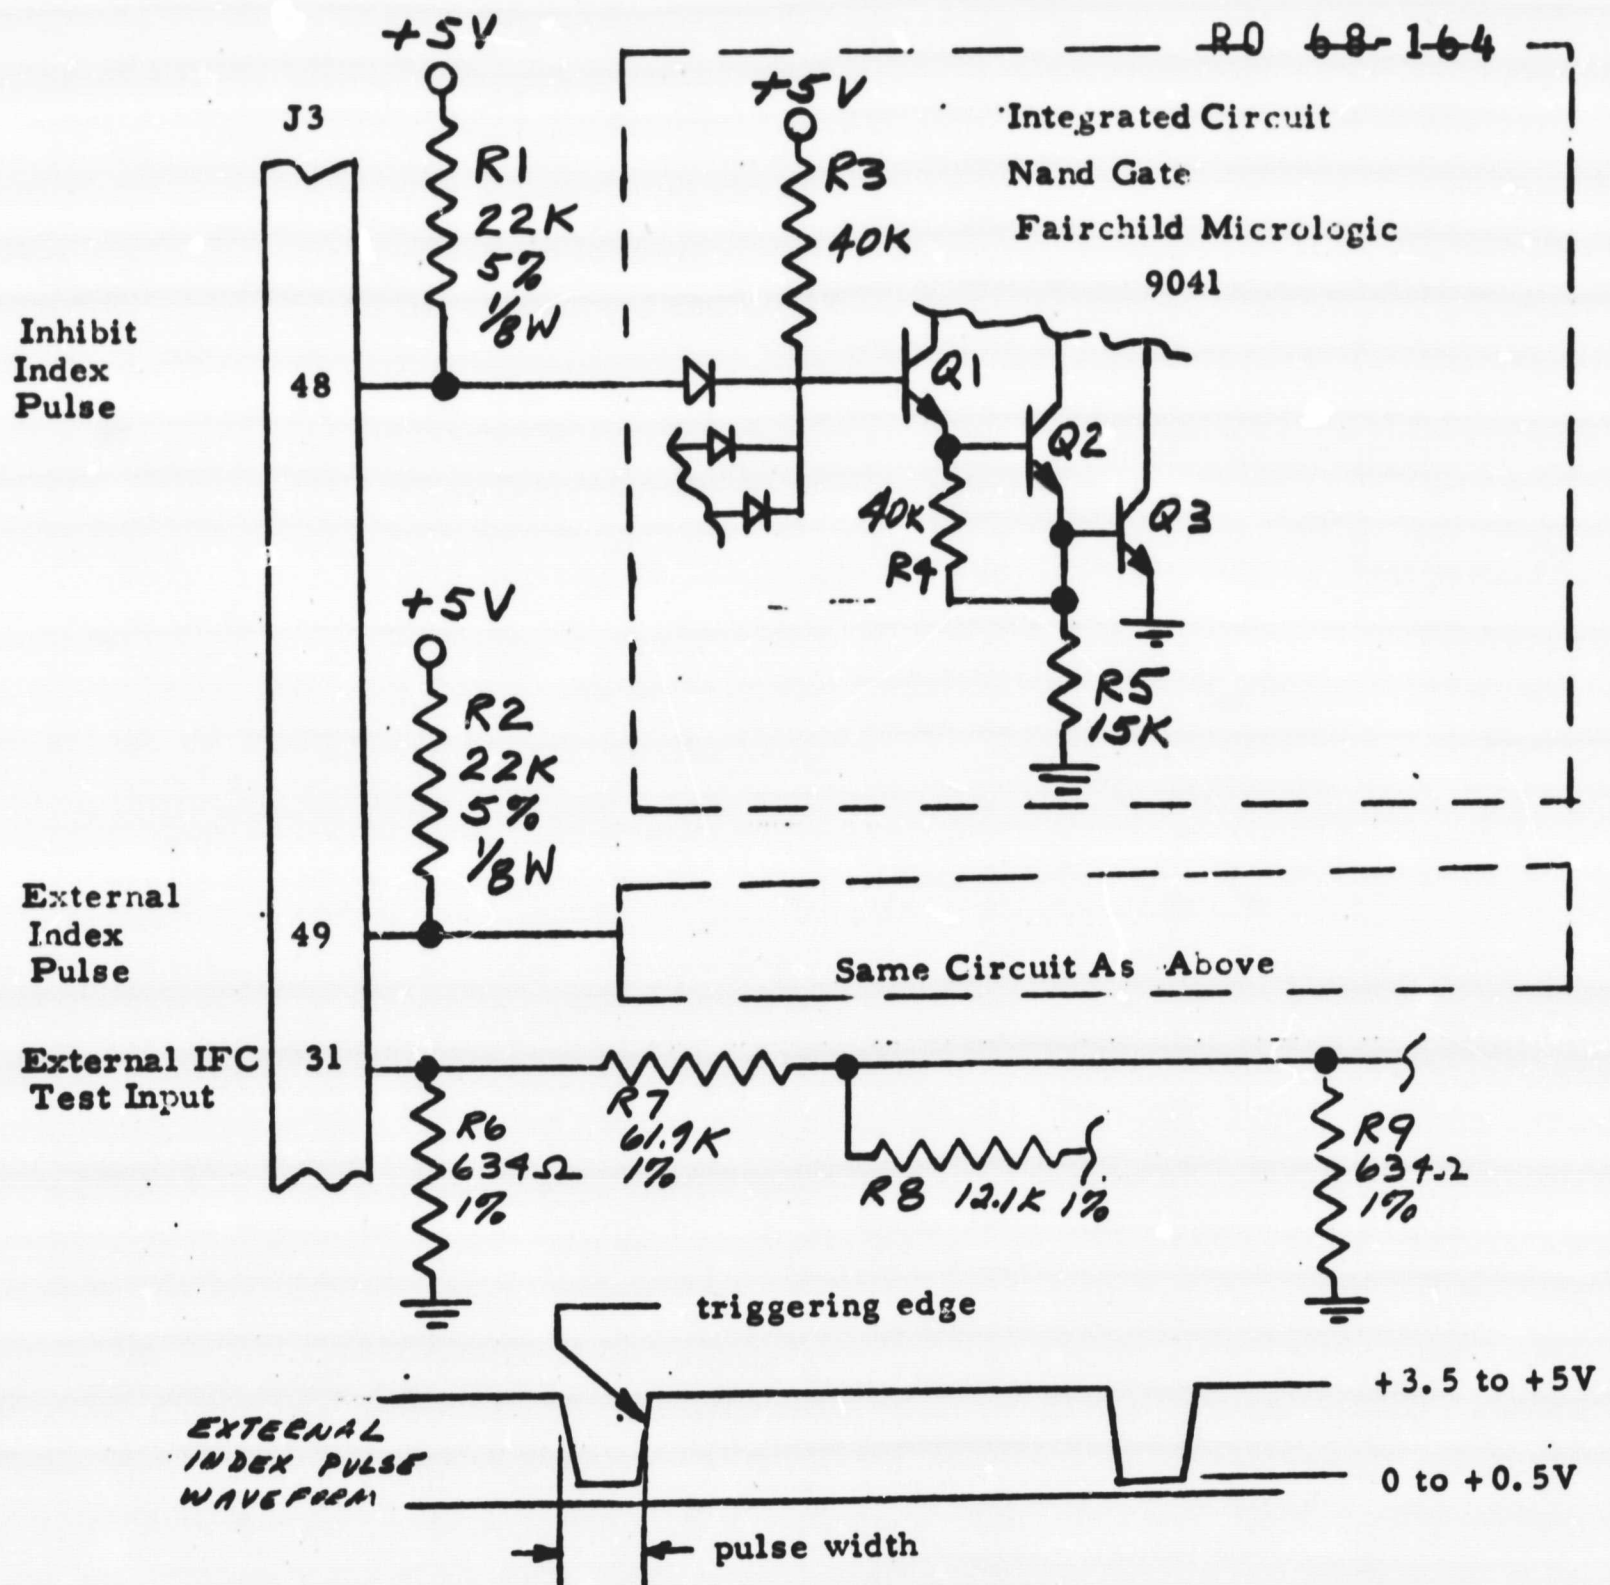 RO 68-164
+5V
+5V
J3
R1
22K
5%
1/8W
R3
40K
Integrated Circuit
Nand Gate
Fairchild Micrologic
9041
Inhibit
Index
Pulse
48
Q1
Q2
Q3
40K
R4
R5
15K
+5V
R2
22K
5%
1/8W
External
Index
Pulse
49
Same Circuit As Above
External IFC
Test Input
31
R6
634Ω
1%
R7
61.9K
1%
R8 12.1K 1%
R9
634Ω
1%
triggering edge
+3.5 to +5V
EXTERNAL
INDEX PULSE
WAVEFORM
0 to +0.5V
pulse width